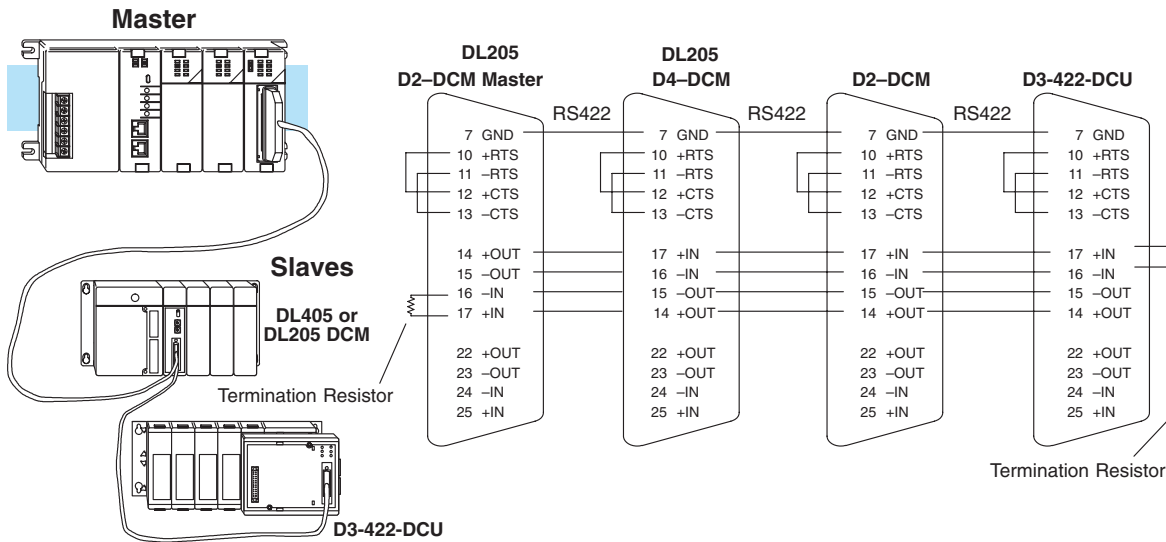 Master
Slaves
DL405 or
DL205 DCM
Termination Resistor
D3-422-DCU
DL205
D2–DCM Master
7 GND
10 +RTS
11 –RTS
12 +CTS
13 –CTS
14 +OUT
15 –OUT
16 –IN
17 +IN
22 +OUT
23 –OUT
24 –IN
25 +IN
RS422
DL205
D4–DCM
7 GND
10 +RTS
11 –RTS
12 +CTS
13 –CTS
17 +IN
16 –IN
15 –OUT
14 +OUT
22 +OUT
23 –OUT
24 –IN
25 +IN
RS422
D2–DCM
7 GND
10 +RTS
11 –RTS
12 +CTS
13 –CTS
17 +IN
16 –IN
15 –OUT
14 +OUT
22 +OUT
23 –OUT
24 –IN
25 +IN
RS422
D3-422-DCU
7 GND
10 +RTS
11 –RTS
12 +CTS
13 –CTS
17 +IN
16 –IN
15 –OUT
14 +OUT
22 +OUT
23 –OUT
24 –IN
25 +IN
Termination Resistor